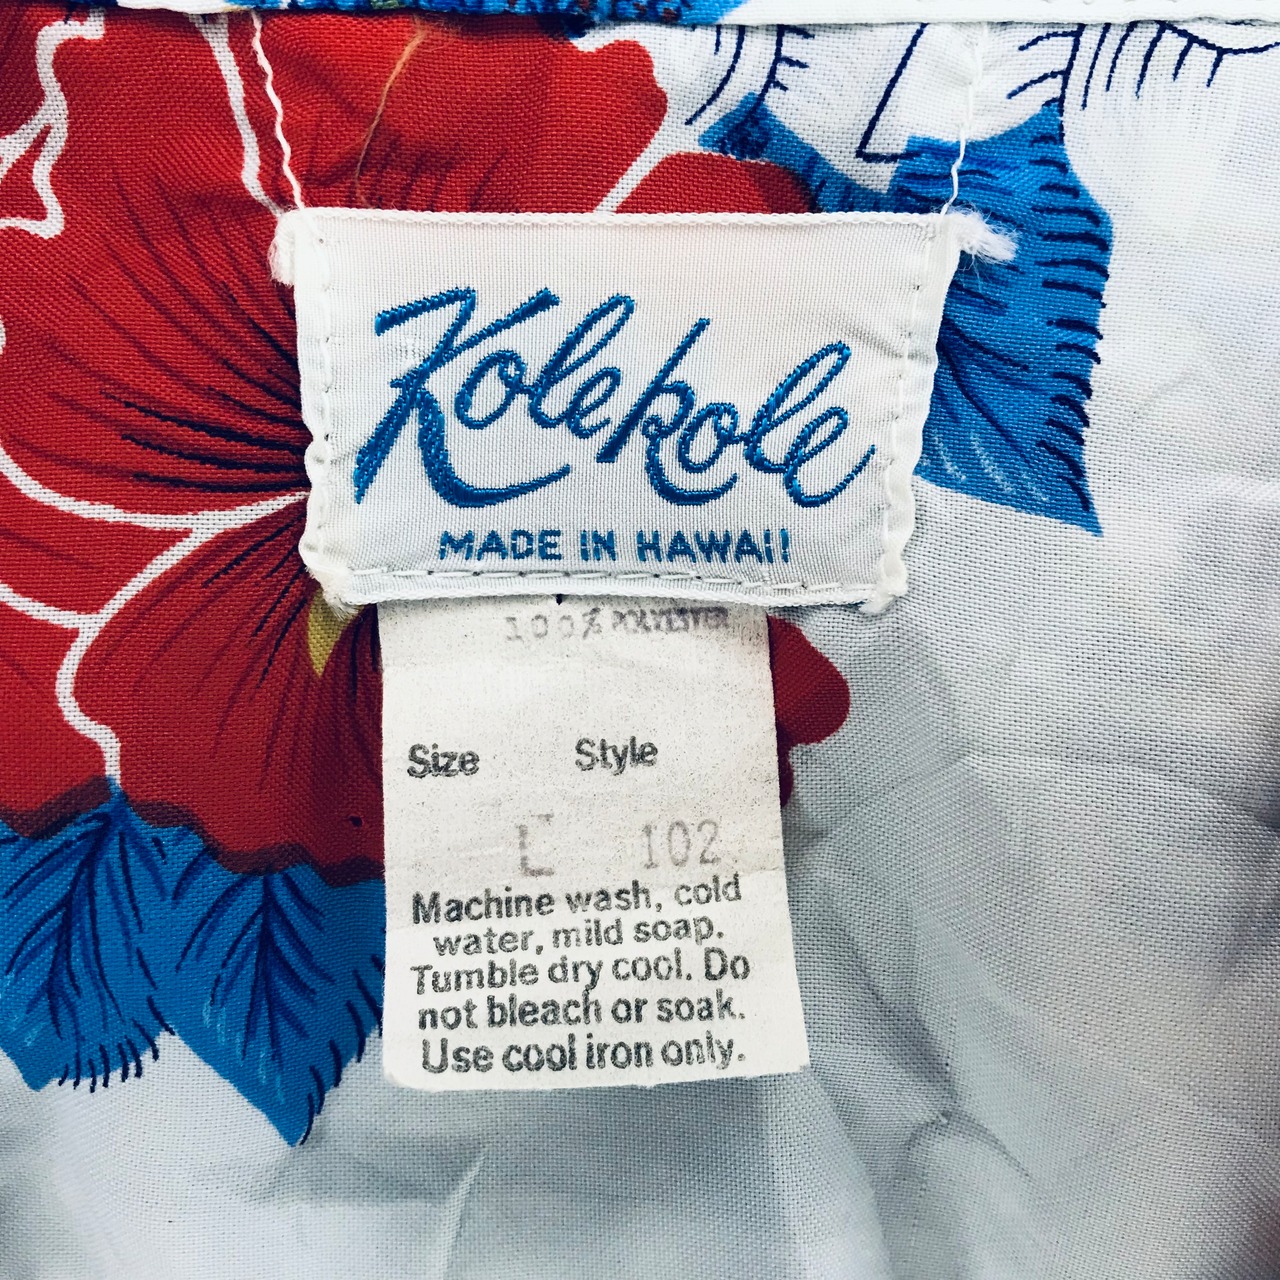 Kolekole
MADE IN HAWAII
100% POLYESTER
Size Style
L 102
Machine wash, cold
water, mild soap.
Tumble dry cool. Do
not bleach or soak.
Use cool iron only.